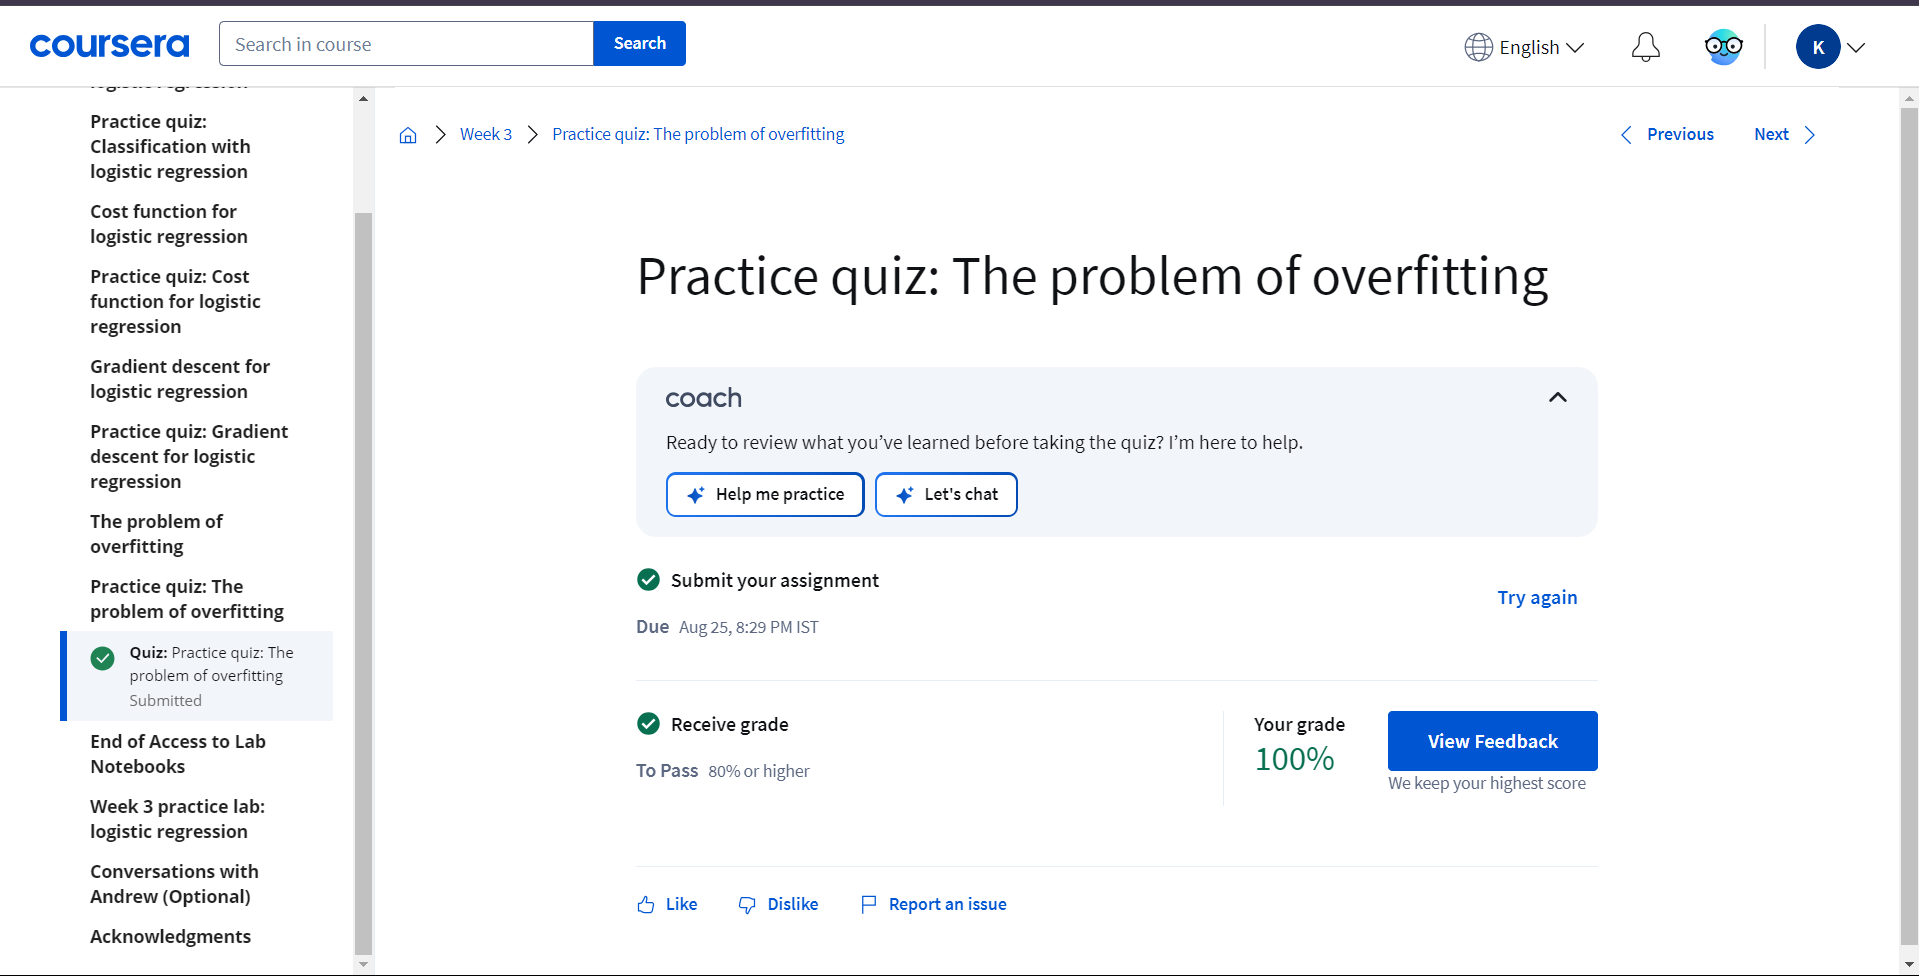 coursera
Search in course
Search
English
K
logistic regression
Practice quiz:
Classification with
logistic regression
Cost function for
logistic regression
Practice quiz: Cost
function for logistic
regression
Gradient descent for
logistic regression
Practice quiz: Gradient
descent for logistic
regression
The problem of
overfitting
Practice quiz: The
problem of overfitting
Quiz: Practice quiz: The
problem of overfitting
Submitted
End of Access to Lab
Notebooks
Week 3 practice lab:
logistic regression
Conversations with
Andrew (Optional)
Acknowledgments
Week 3
Practice quiz: The problem of overfitting
Previous
Next
Practice quiz: The problem of overfitting
coach
Ready to review what you’ve learned before taking the quiz? I’m here to help.
Help me practice
Let's chat
Submit your assignment
Due Aug 25, 8:29 PM IST
Try again
Receive grade
To Pass 80% or higher
Your grade
100%
View Feedback
We keep your highest score
Like
Dislike
Report an issue